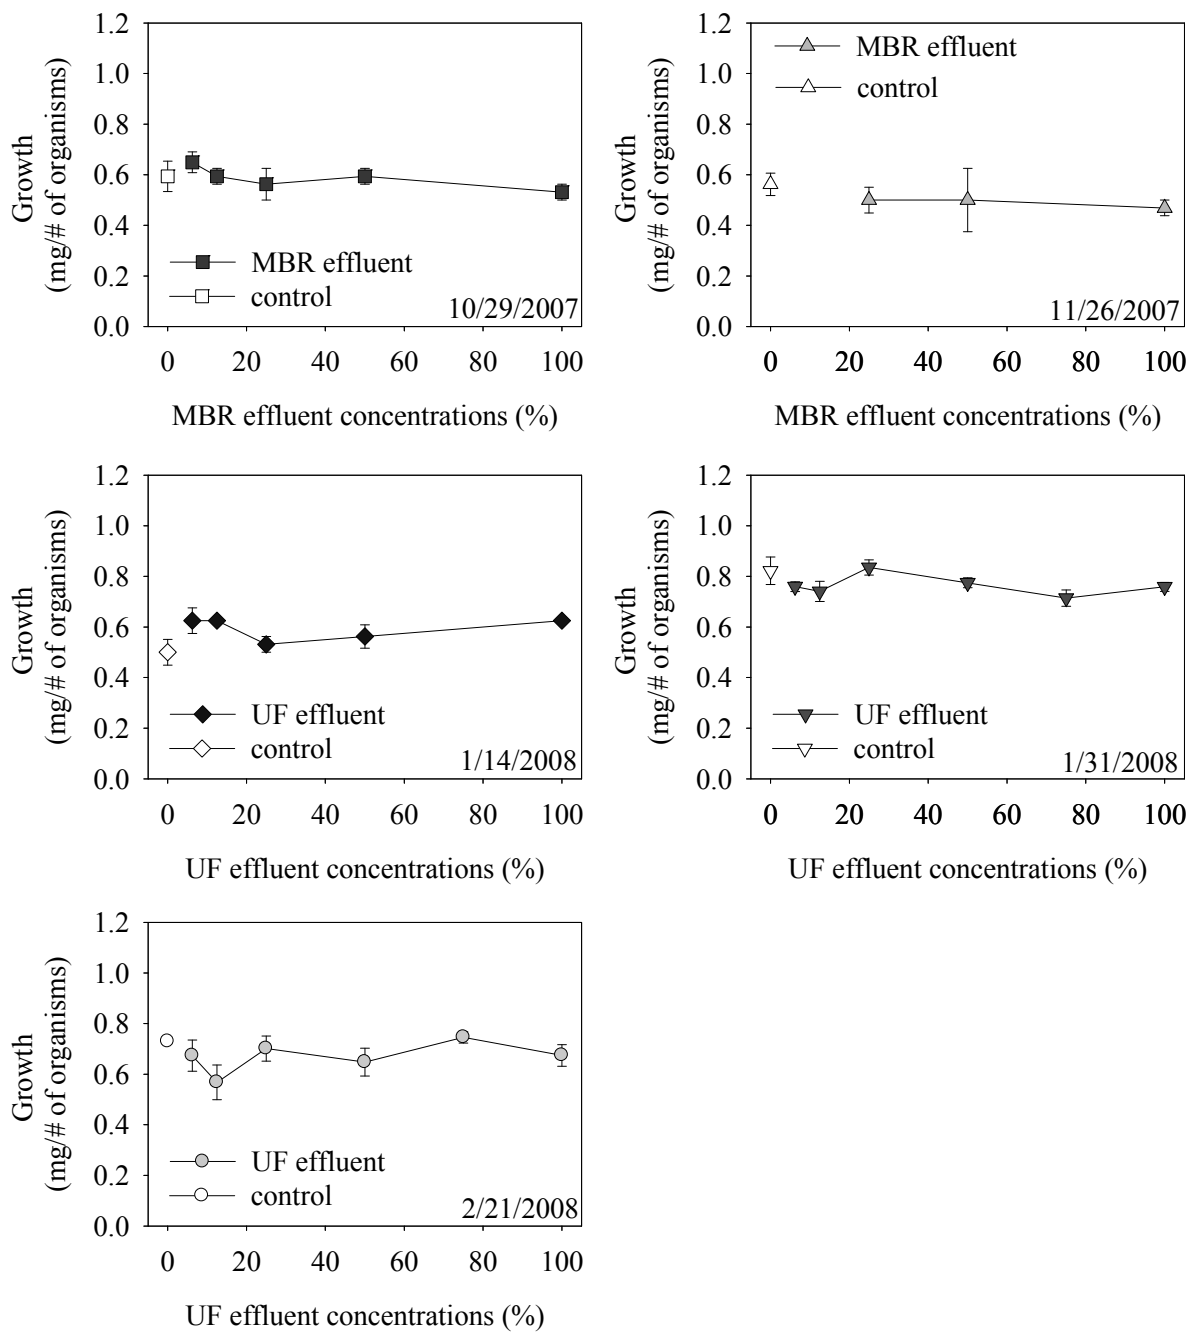 Growth
(mg/# of organisms)
1.2
1.0
0.8
0.6
0.4
0.2
0.0
MBR effluent
control
10/29/2007
0 20 40 60 80 100
MBR effluent concentrations (%)
Growth
(mg/# of organisms)
1.2
1.0
0.8
0.6
0.4
0.2
0.0
MBR effluent
control
11/26/2007
0 20 40 60 80 100
MBR effluent concentrations (%)
Growth
(mg/# of organisms)
1.2
1.0
0.8
0.6
0.4
0.2
0.0
UF effluent
control
1/14/2008
0 20 40 60 80 100
UF effluent concentrations (%)
Growth
(mg/# of organisms)
1.2
1.0
0.8
0.6
0.4
0.2
0.0
UF effluent
control
1/31/2008
0 20 40 60 80 100
UF effluent concentrations (%)
Growth
(mg/# of organisms)
1.2
1.0
0.8
0.6
0.4
0.2
0.0
UF effluent
control
2/21/2008
0 20 40 60 80 100
UF effluent concentrations (%)